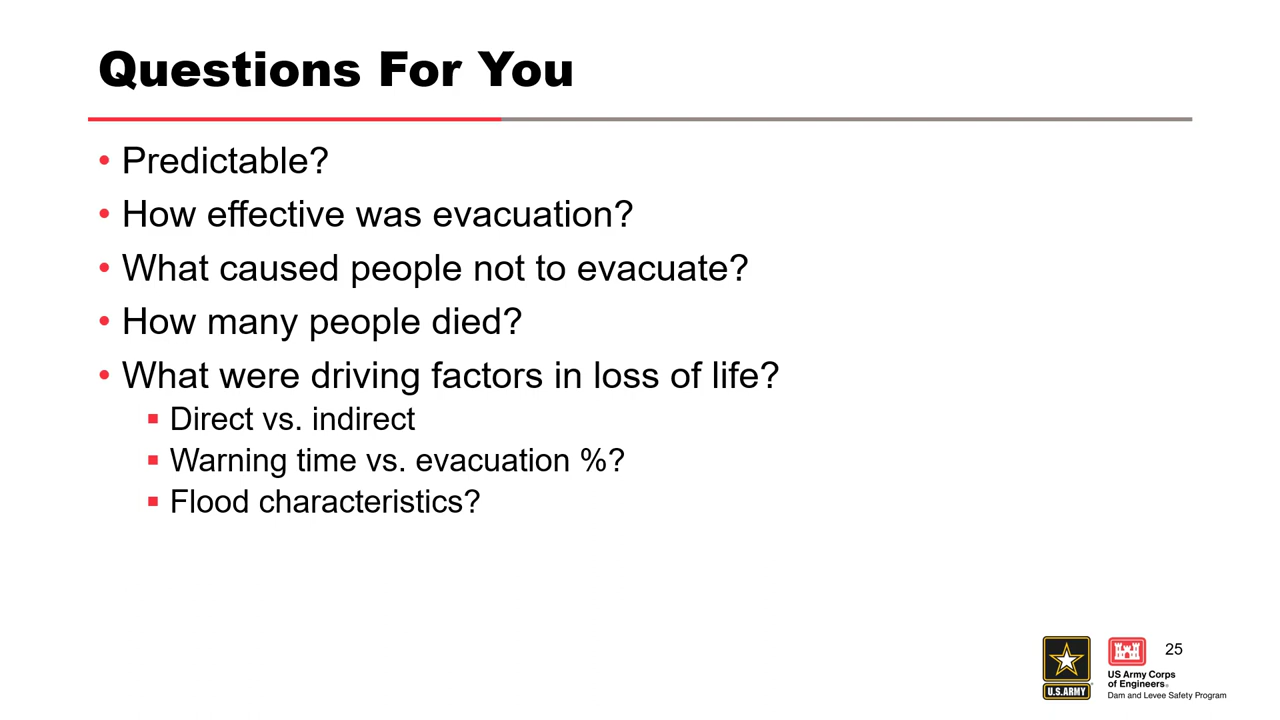 Questions For You
• Predictable?
• How effective was evacuation?
• What caused people not to evacuate?
• How many people died?
• What were driving factors in loss of life?
▪ Direct vs. indirect
▪ Warning time vs. evacuation %?
▪ Flood characteristics?
25
U.S.ARMY
US Army Corps
of Engineers®
Dam and Levee Safety Program